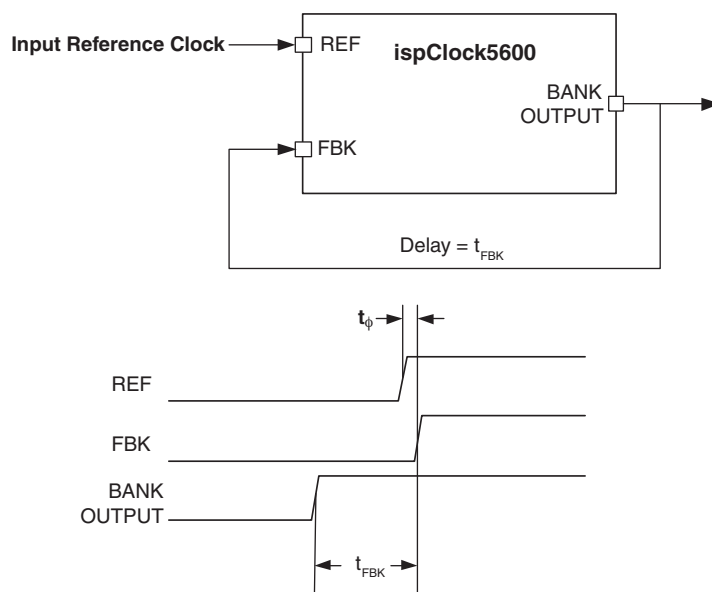 Input Reference Clock
REF
ispClock5600
BANK
OUTPUT
FBK
Delay = tFBK
tϕ
REF
FBK
BANK
OUTPUT
tFBK